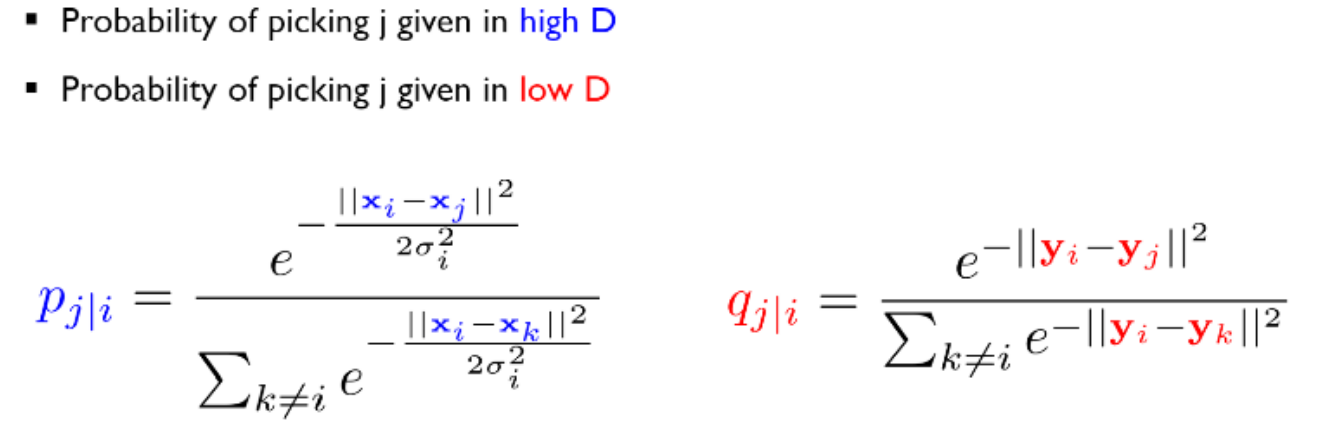 ▪ Probability of picking j given in high D
▪ Probability of picking j given in low D
$p_{j|i} = \frac{e^{-\frac{||\mathbf{x}_i - \mathbf{x}_j||^2}{2\sigma_i^2}}}{\sum_{k \neq i} e^{-\frac{||\mathbf{x}_i - \mathbf{x}_k||^2}{2\sigma_i^2}}}$ $q_{j|i} = \frac{e^{-||\mathbf{y}_i - \mathbf{y}_j||^2}}{\sum_{k \neq i} e^{-||\mathbf{y}_i - \mathbf{y}_k||^2}}$